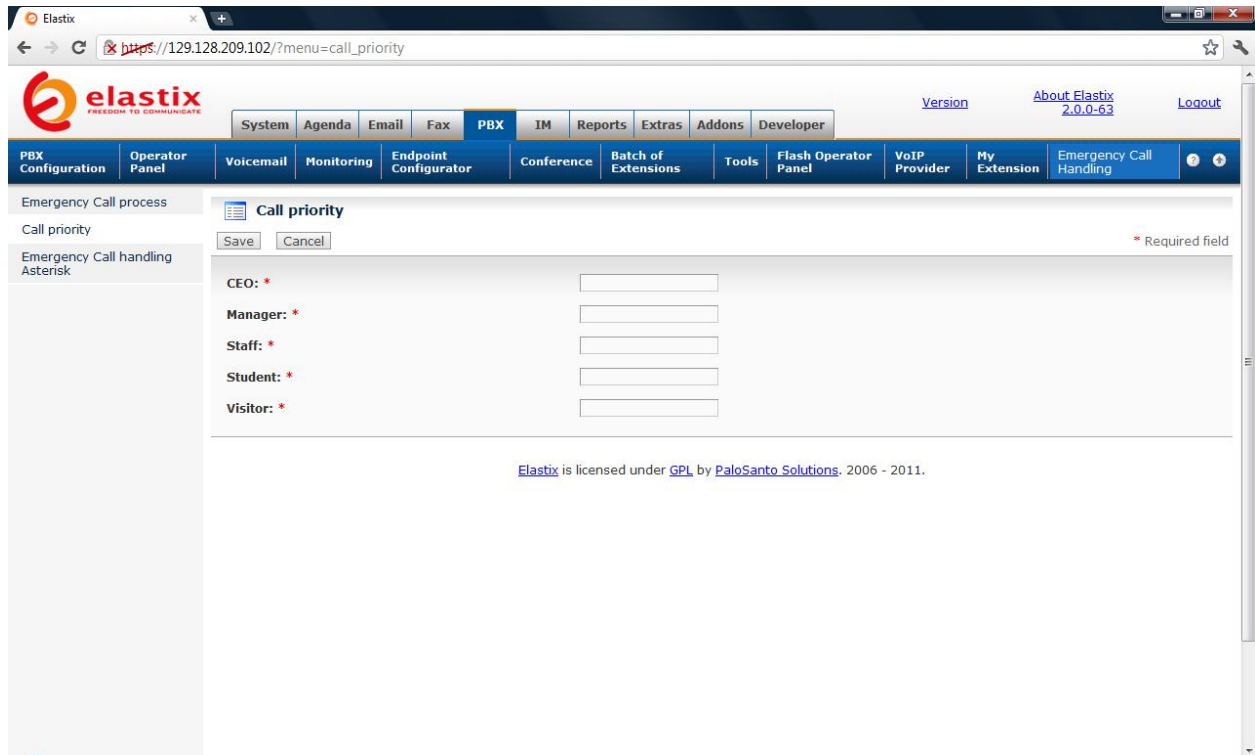 Elastix
https://129.128.209.102/?menu=call_priority
elastix
FREEDOM TO COMMUNICATE
Version
About Elastix
2.0.0-63
Logout
System Agenda Email Fax PBX IM Reports Extras Addons Developer
PBX Configuration
Operator Panel
Voicemail
Monitoring
Endpoint Configurator
Conference
Batch of Extensions
Tools
Flash Operator Panel
VoIP Provider
My Extension
Emergency Call Handling
Emergency Call process
Call priority
Emergency Call handling
Asterisk
Call priority
Save Cancel
* Required field
CEO: *
Manager: *
Staff: *
Student: *
Visitor: *
Elastix is licensed under GPL by PaloSanto Solutions. 2006 - 2011.